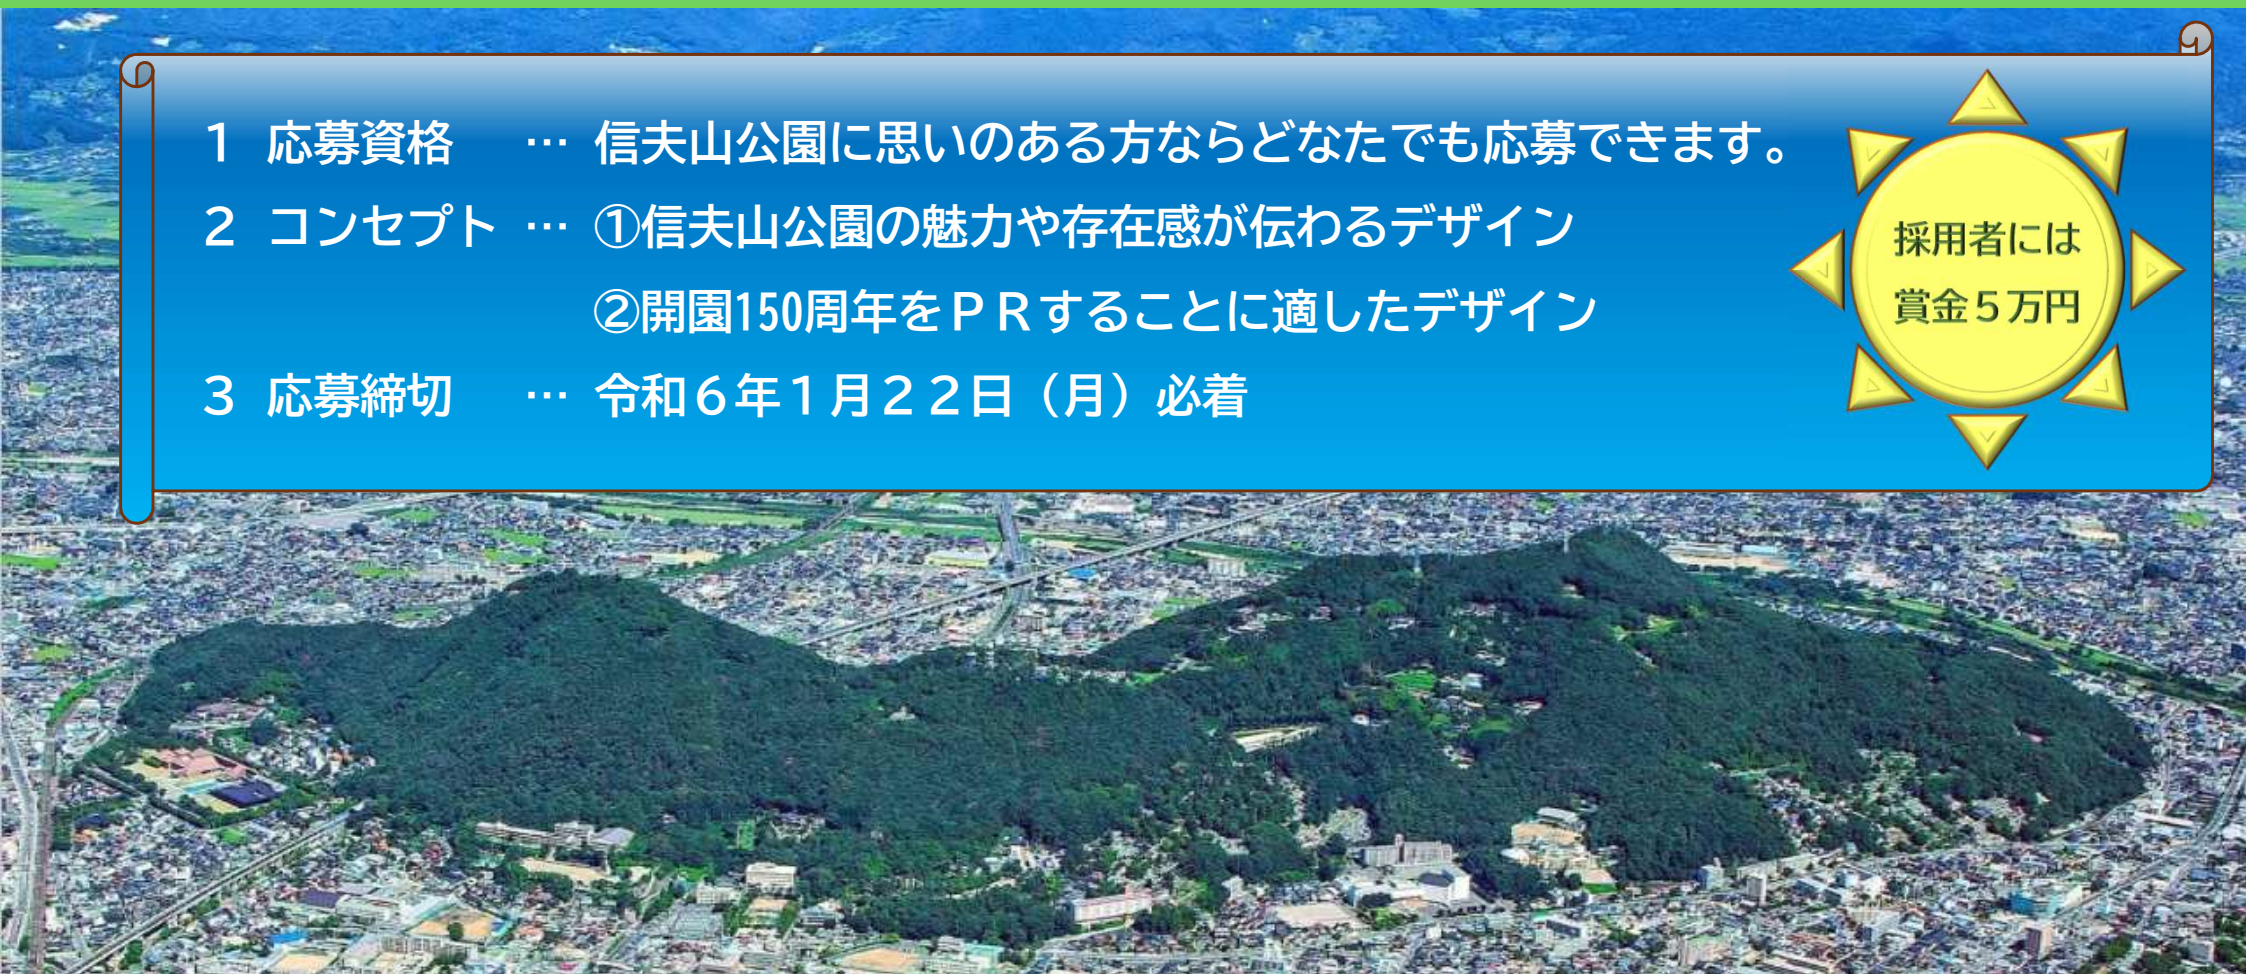 １ 応募資格 … 信夫山公園に思いのある方ならどなたでも応募できます。
２ コンセプト … ①信夫山公園の魅力や存在感が伝わるデザイン
②開園150周年をＰＲすることに適したデザイン
３ 応募締切 … 令和６年１月２２日（月）必着
採用者には
賞金５万円